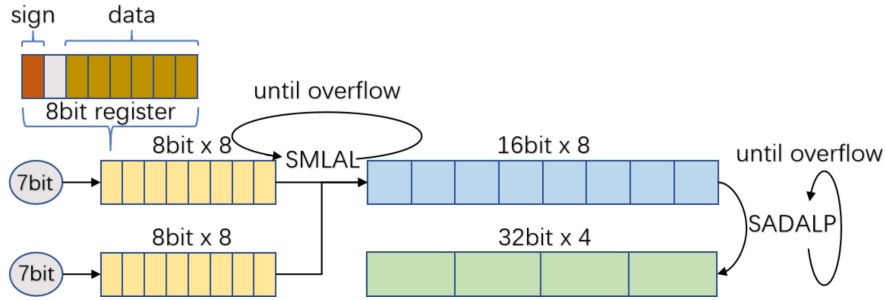 sign
data
8bit register
until overflow
8bit x 8
SMLAL
16bit x 8
until overflow
7bit
8bit x 8
32bit x 4
SADALP
7bit